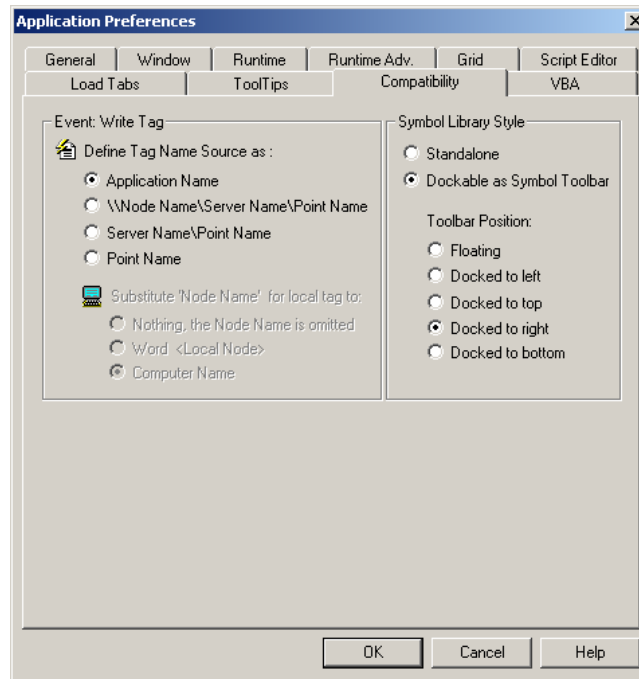 Application Preferences
General Window Runtime Runtime Adv. Grid Script Editor
Load Tabs ToolTips Compatibility VBA
Event: Write Tag
Define Tag Name Source as :
Application Name
\\Node Name\Server Name\Point Name
Server Name\Point Name
Point Name
Substitute 'Node Name' for local tag to:
Nothing, the Node Name is omitted
Word <Local Node>
Computer Name
Symbol Library Style
Standalone
Dockable as Symbol Toolbar
Toolbar Position:
Floating
Docked to left
Docked to top
Docked to right
Docked to bottom
OK Cancel Help